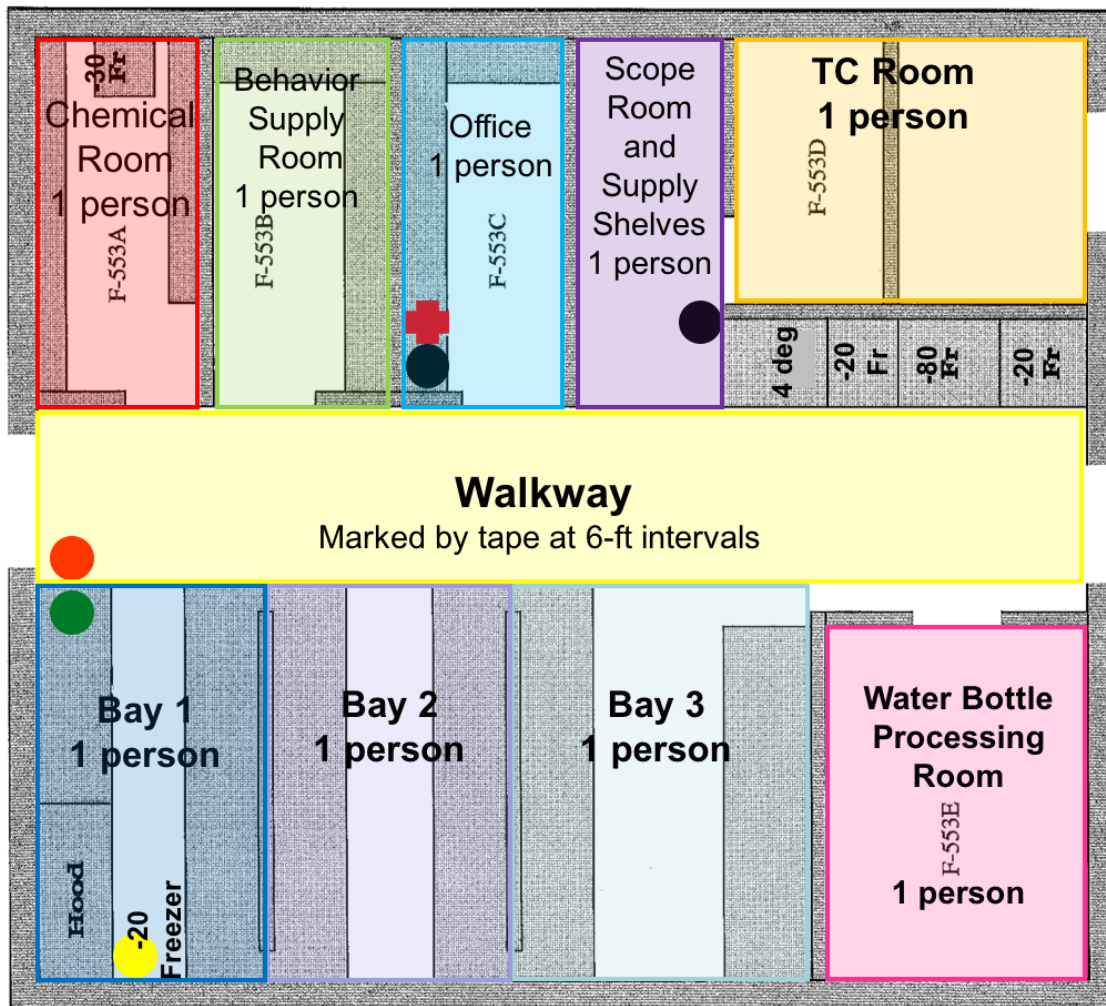 -30
Fr
Chemical
Room
1 person
F-553A
Behavior
Supply
Room
1 person
F-553B
Office
1 person
F-553C
Scope
Room
and
Supply
Shelves
1 person
TC Room
1 person
F-553D
4 deg
-20
Fr
-80
Fr
-20
Fr
Walkway
Marked by tape at 6-ft intervals
Bay 1
1 person
Hood
-20
Freezer
Bay 2
1 person
Bay 3
1 person
Water Bottle
Processing
Room
F-553E
1 person